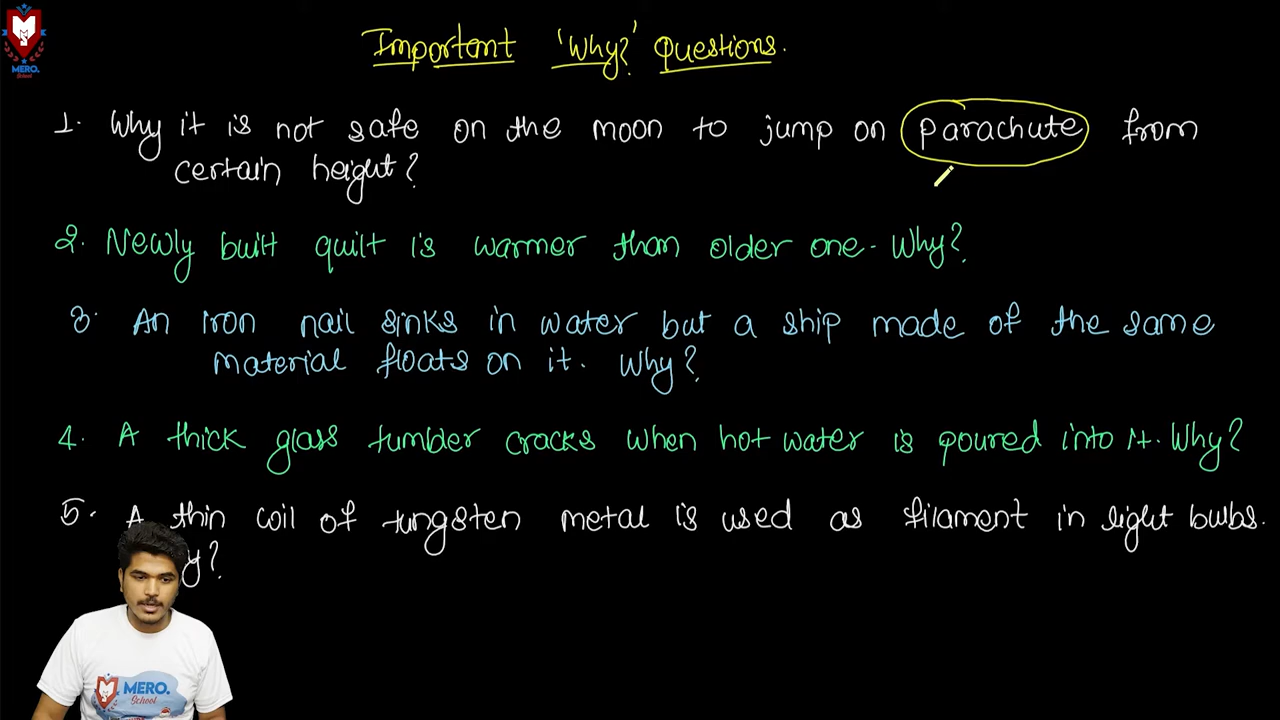 MERO.
School
Important 'Why?' Questions.
1. Why it is not safe on the moon to jump on parachute from
certain height?
2. Newly built quilt is warmer than older one. Why?
3. An iron nail sinks in water but a ship made of the same
material floats on it. Why?
4. A thick glass tumbler cracks when hot water is poured into it. Why?
5. A thin coil of tungsten metal is used as filament in light bulbs.
y?
MERO.
School